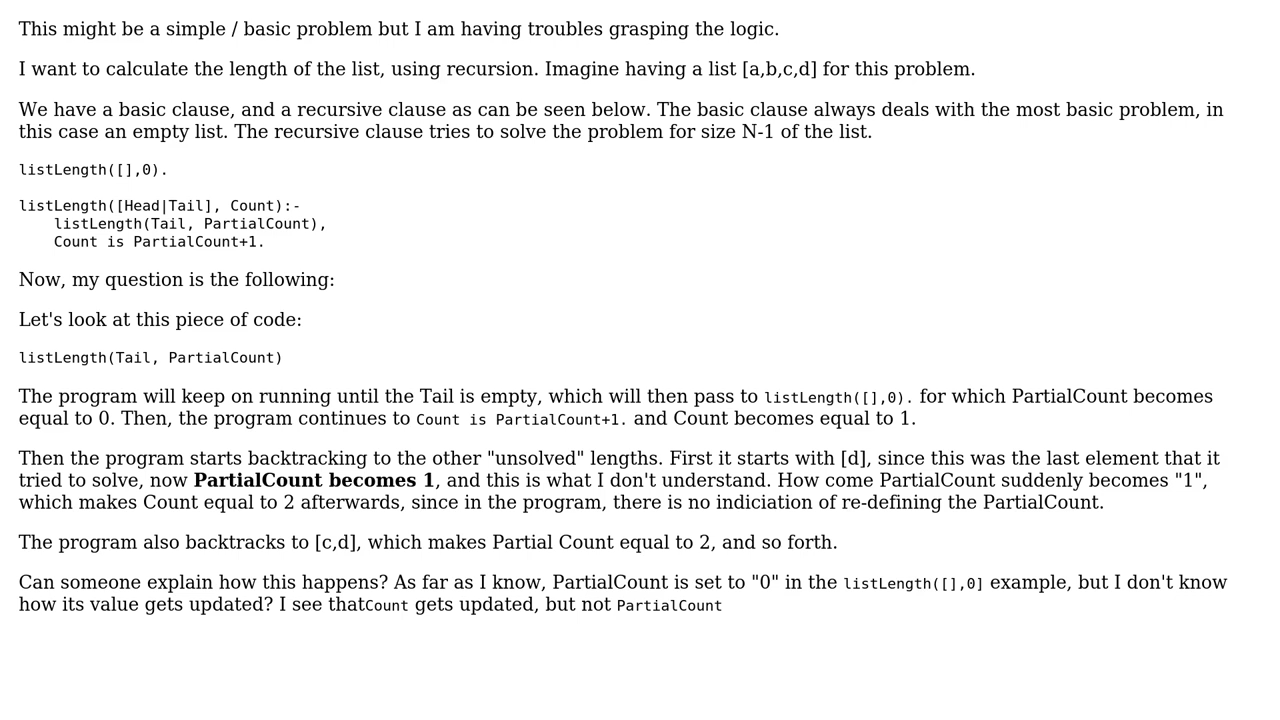 This might be a simple / basic problem but I am having troubles grasping the logic.
I want to calculate the length of the list, using recursion. Imagine having a list [a,b,c,d] for this problem.
We have a basic clause, and a recursive clause as can be seen below. The basic clause always deals with the most basic problem, in
this case an empty list. The recursive clause tries to solve the problem for size N-1 of the list.
listLength([],0).
listLength([Head|Tail], Count):-
    listLength(Tail, PartialCount),
    Count is PartialCount+1.
Now, my question is the following:
Let's look at this piece of code:
listLength(Tail, PartialCount)
The program will keep on running until the Tail is empty, which will then pass to listLength([],0). for which PartialCount becomes
equal to 0. Then, the program continues to Count is PartialCount+1. and Count becomes equal to 1.
Then the program starts backtracking to the other "unsolved" lengths. First it starts with [d], since this was the last element that it
tried to solve, now PartialCount becomes 1, and this is what I don't understand. How come PartialCount suddenly becomes "1",
which makes Count equal to 2 afterwards, since in the program, there is no indiciation of re-defining the PartialCount.
The program also backtracks to [c,d], which makes Partial Count equal to 2, and so forth.
Can someone explain how this happens? As far as I know, PartialCount is set to "0" in the listLength([],0] example, but I don't know
how its value gets updated? I see thatCount gets updated, but not PartialCount